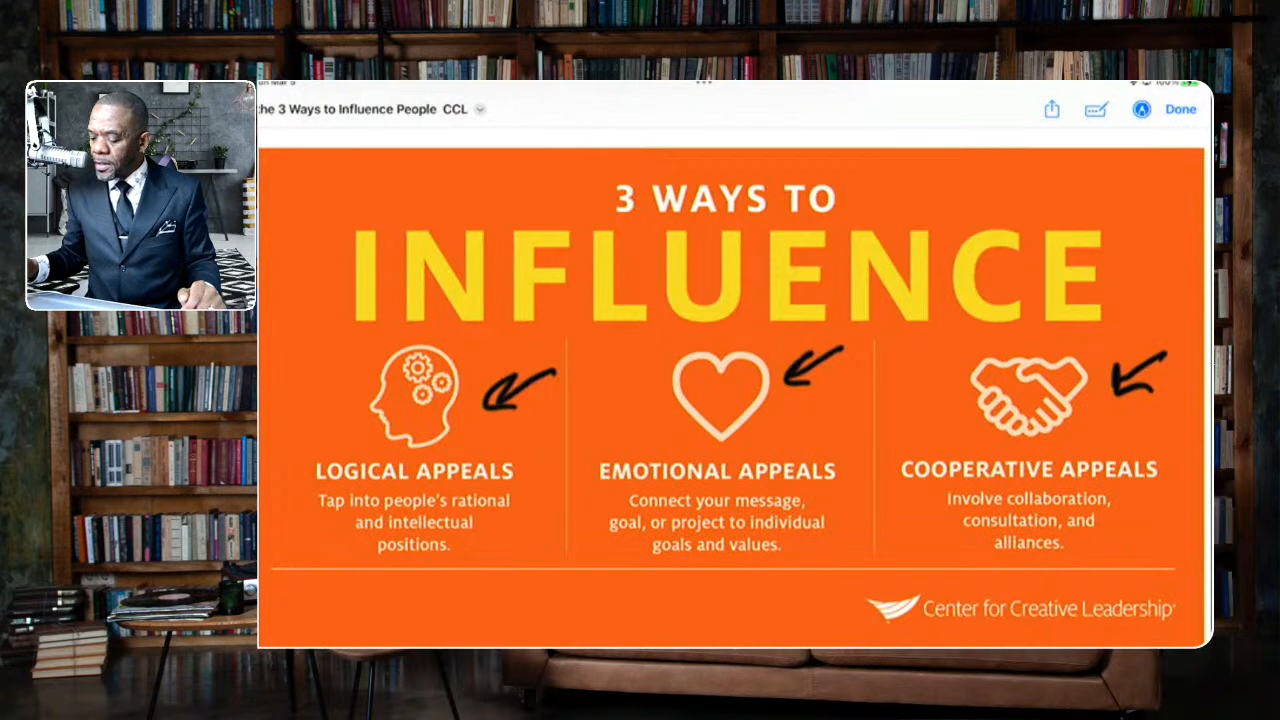 the 3 Ways to Influence People CCL
Done
3 WAYS TO
INFLUENCE
LOGICAL APPEALS
Tap into people's rational
and intellectual
positions.
EMOTIONAL APPEALS
Connect your message,
goal, or project to individual
goals and values.
COOPERATIVE APPEALS
Involve collaboration,
consultation, and
alliances.
Center for Creative Leadership